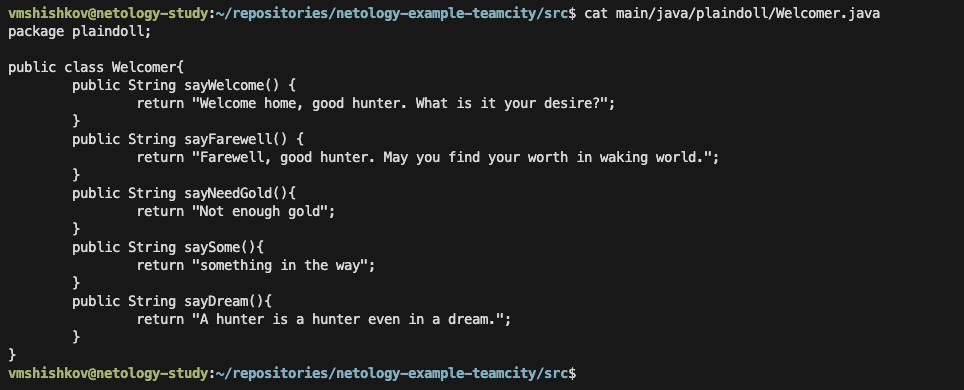 vmshishkov@netology-study:~/repositories/netology-example-teamcity/src$ cat main/java/plaindoll/Welcomer.java
package plaindoll;

public class Welcomer{
        public String sayWelcome() {
                return "Welcome home, good hunter. What is it your desire?";
        }
        public String sayFarewell() {
                return "Farewell, good hunter. May you find your worth in waking world.";
        }
        public String sayNeedGold(){
                return "Not enough gold";
        }
        public String saySome(){
                return "something in the way";
        }
        public String sayDream(){
                return "A hunter is a hunter even in a dream.";
        }
}
vmshishkov@netology-study:~/repositories/netology-example-teamcity/src$